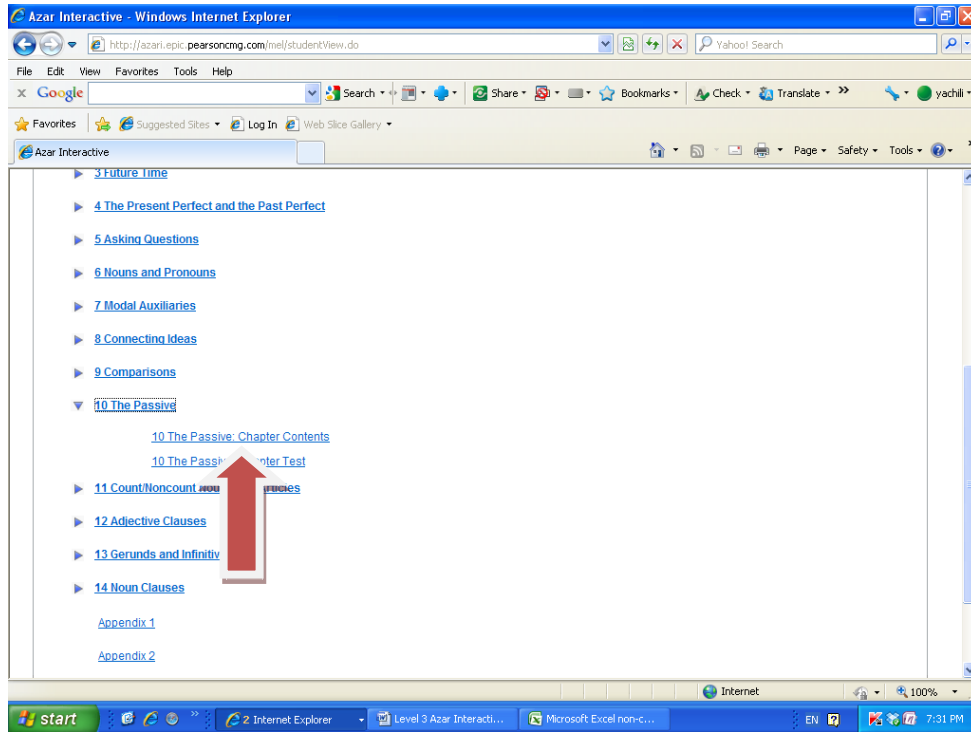 Azar Interactive - Windows Internet Explorer
http://azari.epic.pearsoncmg.com/mel/studentView.do Yahoo! Search
File Edit View Favorites Tools Help
x Google Search Share Bookmarks Check Translate yachili
Favorites Suggested Sites Log In Web Slice Gallery
Azar Interactive Page Safety Tools
3 Future Time
4 The Present Perfect and the Past Perfect
5 Asking Questions
6 Nouns and Pronouns
7 Modal Auxiliaries
8 Connecting Ideas
9 Comparisons
10 The Passive
10 The Passive: Chapter Contents
10 The Test
11 Count/Noncount
12 Adjective Clauses
13 Gerunds and
14 Noun Clauses
Appendix 1
Appendix 2
Internet 100%
start 2 Internet Explorer Level 3 Azar Interacti... Microsoft Excel non-c... EN 7:31 PM